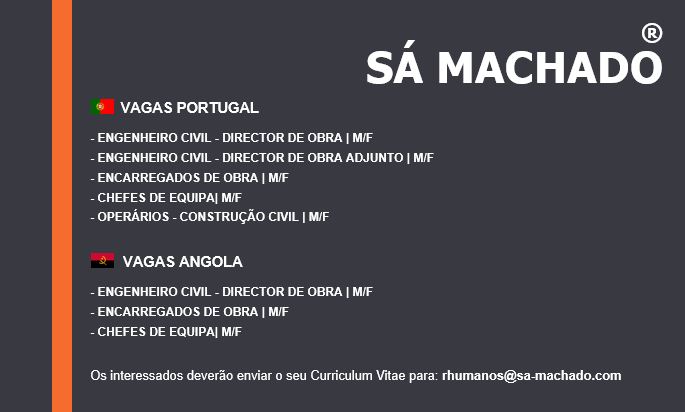 ®
SÁ MACHADO
VAGAS PORTUGAL
- ENGENHEIRO CIVIL - DIRECTOR DE OBRA | M/F
- ENGENHEIRO CIVIL - DIRECTOR DE OBRA ADJUNTO | M/F
- ENCARREGADOS DE OBRA | M/F
- CHEFES DE EQUIPA| M/F
- OPERÁRIOS - CONSTRUÇÃO CIVIL | M/F
VAGAS ANGOLA
- ENGENHEIRO CIVIL - DIRECTOR DE OBRA | M/F
- ENCARREGADOS DE OBRA | M/F
- CHEFES DE EQUIPA| M/F
Os interessados deverão enviar o seu Curriculum Vitae para: rhumanos@sa-machado.com